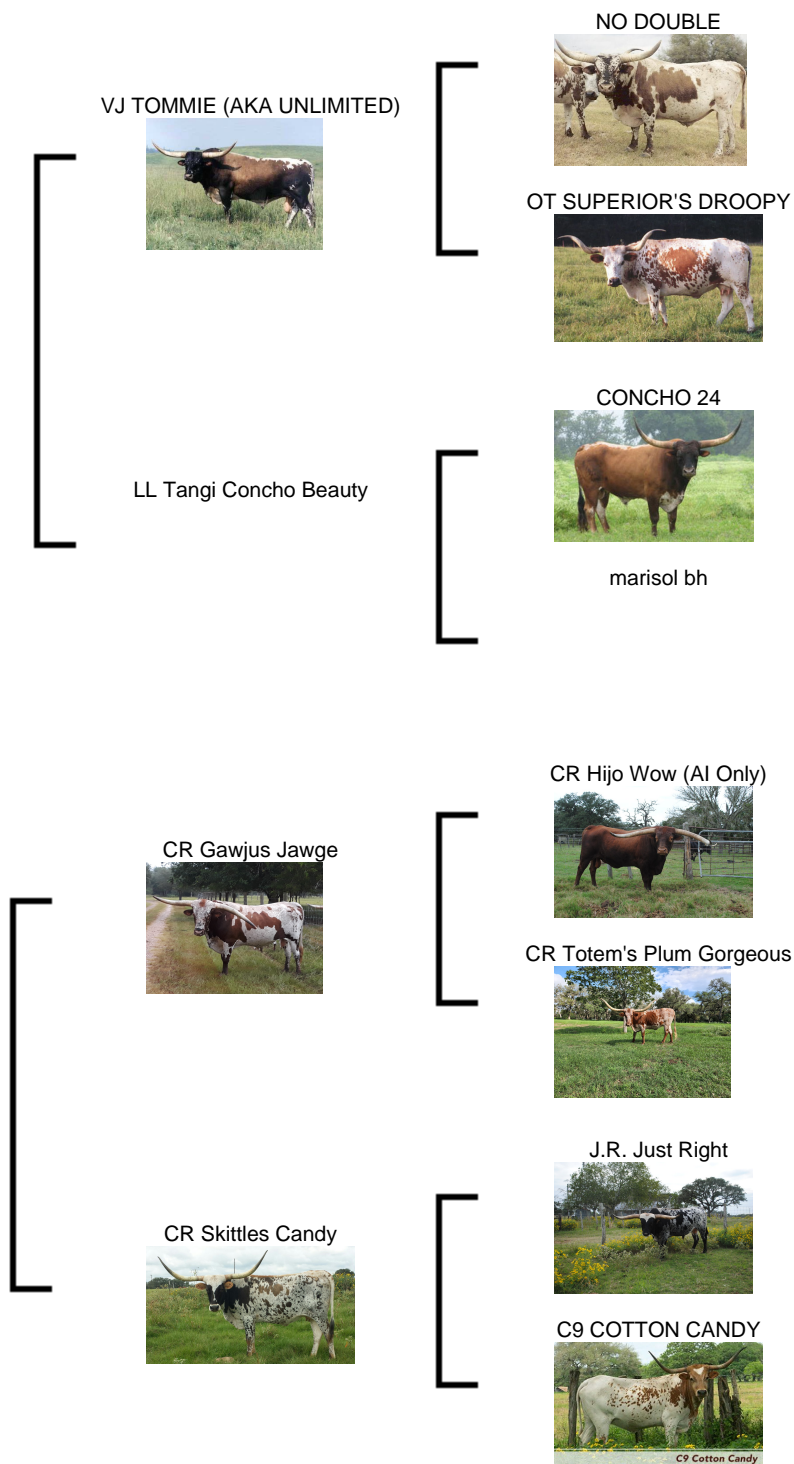 NO DOUBLE
VJ TOMMIE (AKA UNLIMITED)
OT SUPERIOR'S DROOPY
CONCHO 24
LL Tangi Concho Beauty
marisol bh
CR Hijo Wow (AI Only)
CR Gawjus Jawge
CR Totem's Plum Gorgeous
J.R. Just Right
CR Skittles Candy
C9 COTTON CANDY
C9 Cotton Candy